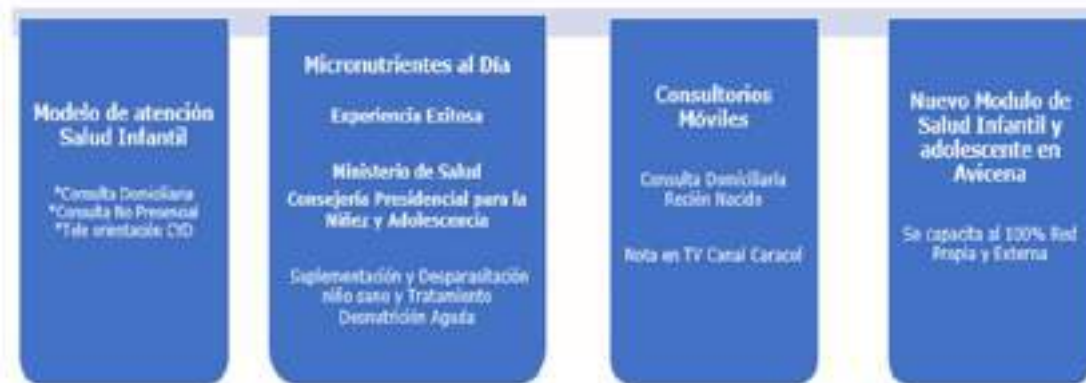 Modelo de atención
Salud Infantil
*Consulta Domiciliaria
*Consulta No Presencial
*Tele orientación CYD
Micronutrientes al Día
Experiencia Exitosa
Ministerio de Salud
Consejería Presidencial para la
Niñez y Adolescencia
Suplementación y Desparasitación
niño sano y Tratamiento
Desnutrición Aguda
Consultorios
Móviles
Consulta Domiciliaria
Recién Nacido
Nota en TV Canal Caracol
Nuevo Modulo de
Salud Infantil y
adolescente en
Avicena
Se capacita al 100% Red
Propia y Externa